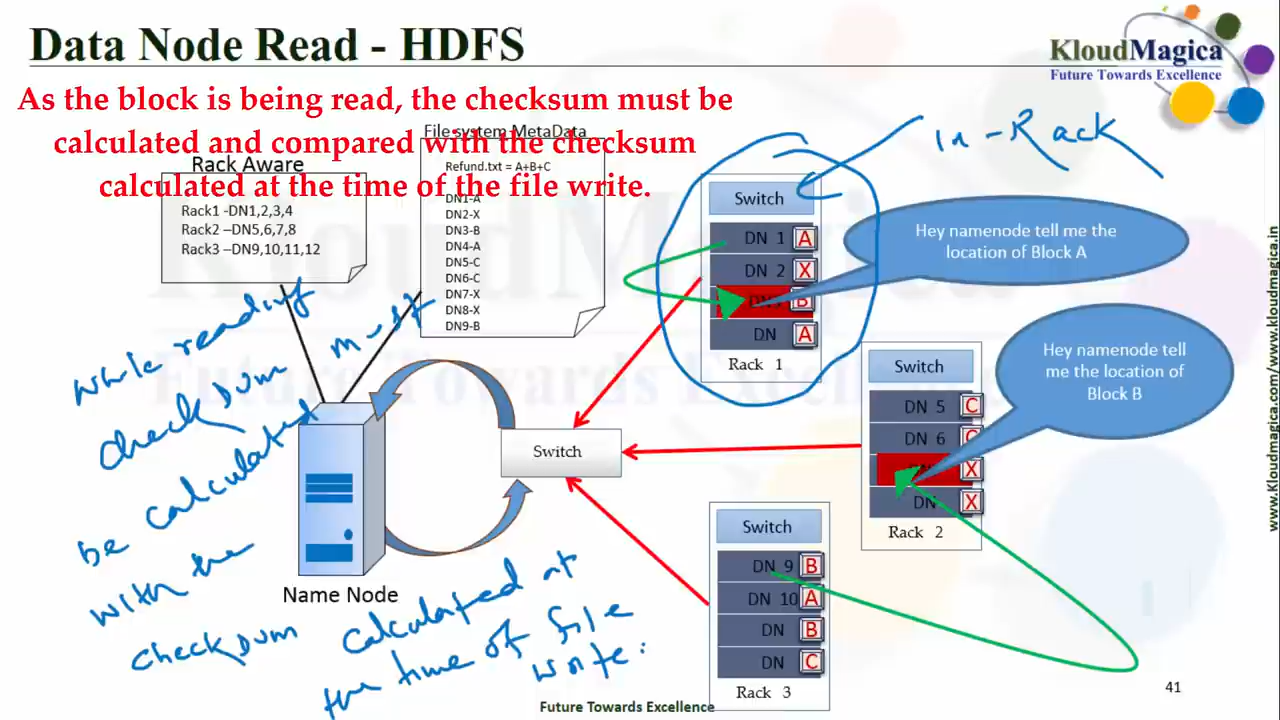 Data Node Read - HDFS
KloudMagica
Future Towards Excellence
As the block is being read, the checksum must be
calculated and compared with the checksum
calculated at the time of the file write.
in-Rack
File system MetaData
Refund.txt = A+B+C
DN1-A
DN2-X
DN3-B
DN4-A
DN5-C
DN6-C
DN7-X
DN8-X
DN9-B
Rack Aware
Rack1 -DN1,2,3,4
Rack2 –DN5,6,7,8
Rack3 –DN9,10,11,12
Switch
DN 1 A
DN 2 X
B
DN A
Rack 1
Hey namenode tell me the
location of Block A
Switch
DN 5 C
DN 6 C
X
DN X
Rack 2
Hey namenode tell
me the location of
Block B
Switch
Name Node
Switch
DN 9 B
DN 10 A
DN B
DN C
Rack 3
while reading
checksum must
be calculated
with the
checksum calculated at
the time of file
write.
www.kloudmagica.com/www.kloudmagica.in
41
Future Towards Excellence